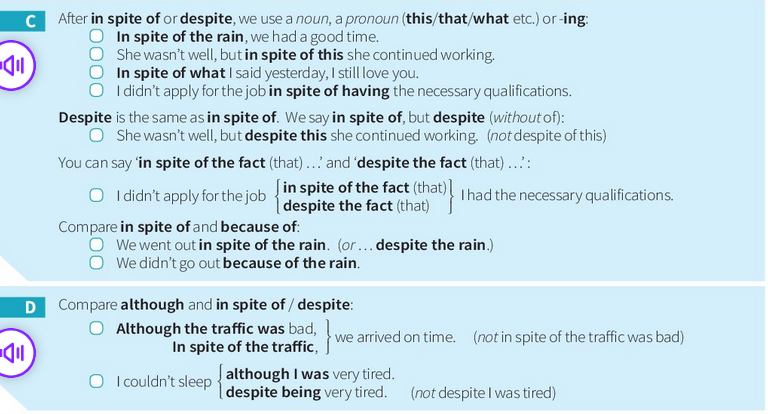 C After in spite of or despite, we use a noun, a pronoun (this/that/what etc.) or -ing:
In spite of the rain, we had a good time.
She wasn't well, but in spite of this she continued working.
In spite of what I said yesterday, I still love you.
I didn't apply for the job in spite of having the necessary qualifications.
Despite is the same as in spite of. We say in spite of, but despite (without of):
She wasn't well, but despite this she continued working. (not despite of this)
You can say 'in spite of the fact (that) …' and 'despite the fact (that) …':
I didn't apply for the job { in spite of the fact (that) } I had the necessary qualifications.
despite the fact (that)
Compare in spite of and because of:
We went out in spite of the rain. (or … despite the rain.)
We didn't go out because of the rain.
D Compare although and in spite of / despite:
Although the traffic was bad,
In spite of the traffic, } we arrived on time. (not in spite of the traffic was bad)
I couldn't sleep { although I was very tired.
despite being very tired. (not despite I was tired)